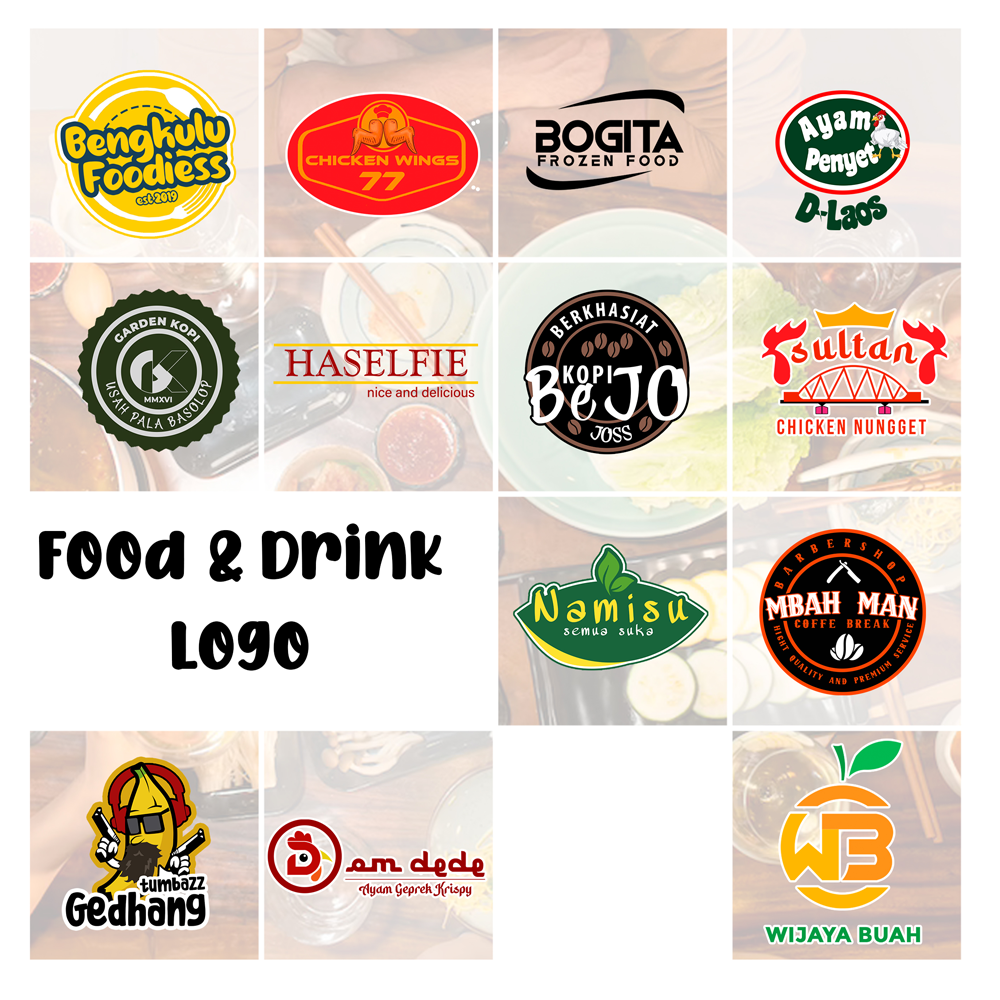 Bengkulu
Foodiess
est-2019
CHICKEN WINGS
77
BOGITA
FROZEN FOOD
Ayam
Penyet
D-Laos
GARDEN KOPI
GK
MMXVI
USAH PALA BASOLOP
HASELFIE
nice and delicious
BERKHASIAT
KOPI
BeJO
JOSS
sultan
CHICKEN NUNGGET
Food & Drink
Logo
Namisu
semua suka
BARBERSHOP
MBAH MAN
COFFE BREAK
HIGHT QUALITY AND PREMIUM SERVICE
tumbazz
Gedhang
Dom dede
Ayam Geprek Krispy
WB
WIJAYA BUAH